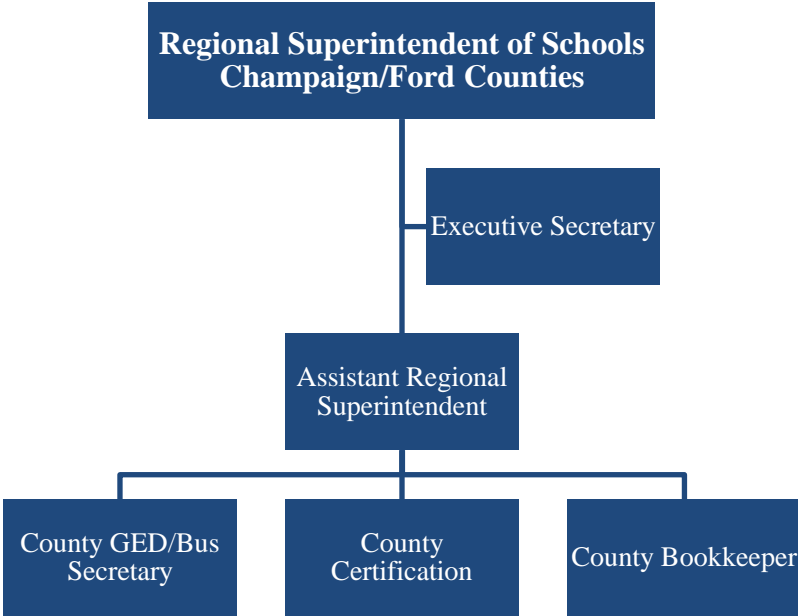 Regional Superintendent of Schools
Champaign/Ford Counties
Executive Secretary
Assistant Regional
Superintendent
County GED/Bus
Secretary
County
Certification
County Bookkeeper